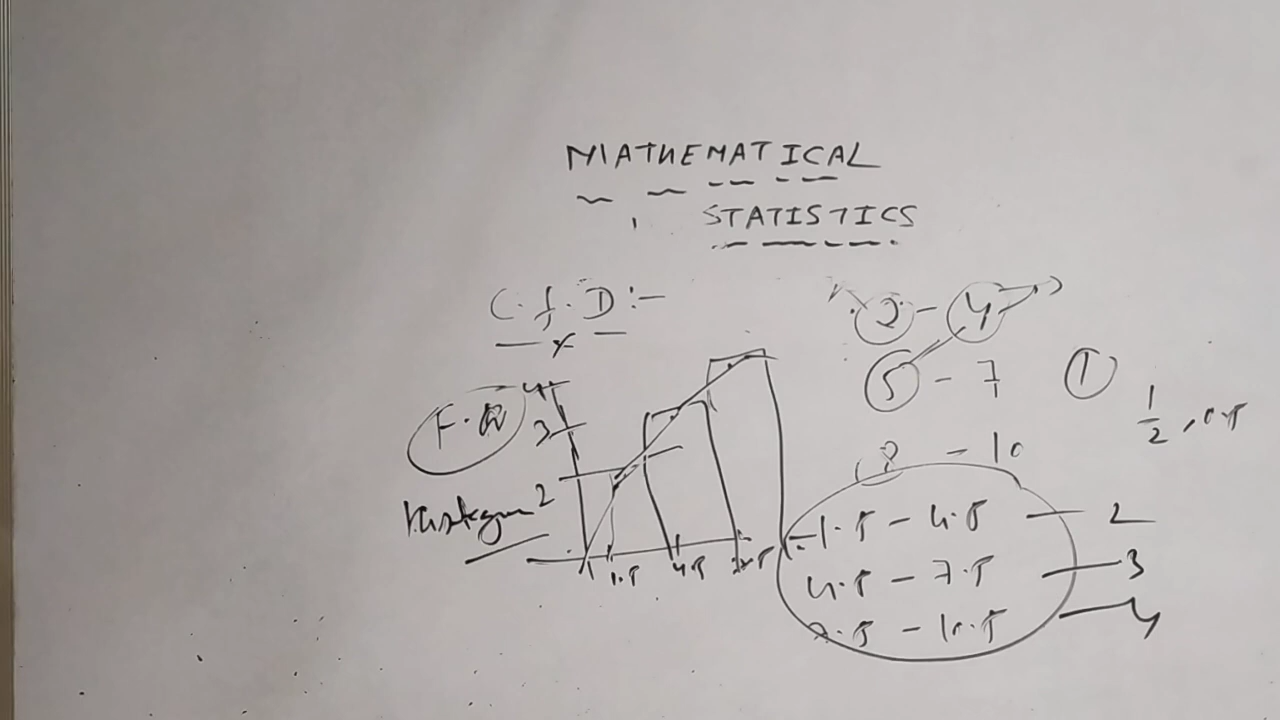 MATHEMATICAL
STATISTICS
C.f.D:-
2 - 4
5 - 7 ①
1/2, 0.5
8 - 10
F.
4
3
2
1.5 - 4.5 — 2
4.5 - 7.5 — 3
7.5 - 10.5 — 4
1 1.5 4.5 7.5